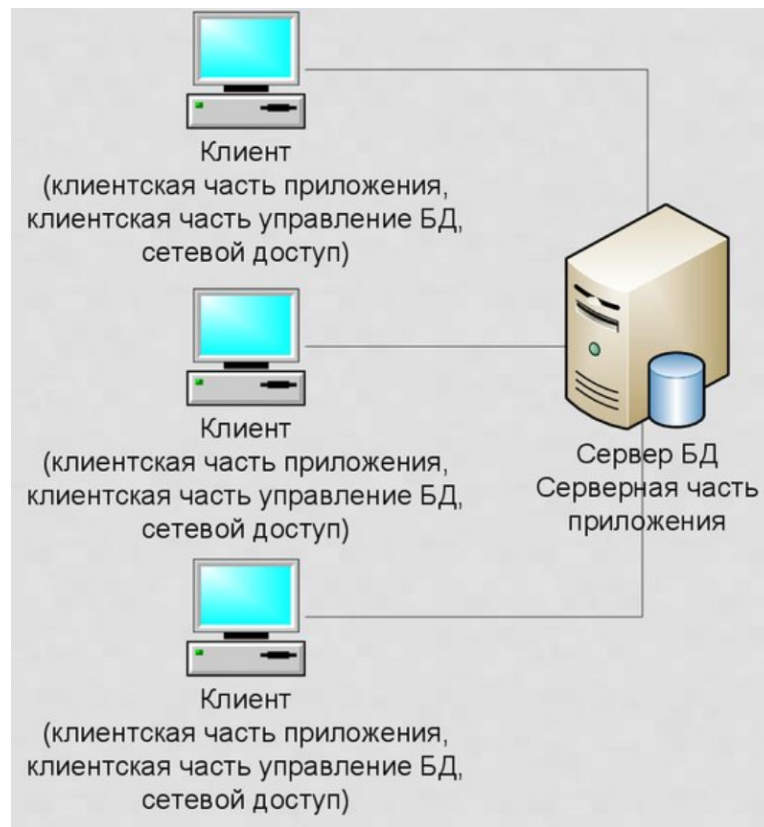 Клиент
(клиентская часть приложения,
клиентская часть управление БД,
сетевой доступ)
Клиент
(клиентская часть приложения,
клиентская часть управление БД,
сетевой доступ)
Сервер БД
Серверная часть
приложения
Клиент
(клиентская часть приложения,
клиентская часть управление БД,
сетевой доступ)